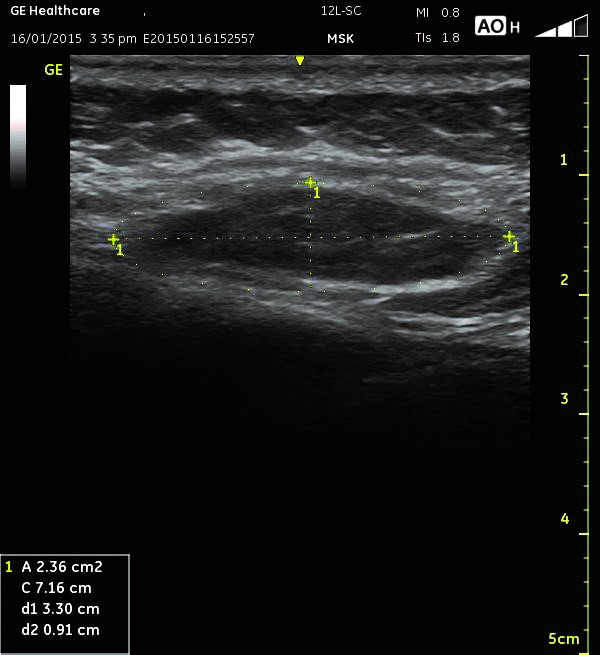 GE Healthcare
12L-SC
MI 0.8
AO H
16/01/2015 3 35 pm E20150116152557
MSK
TIs 1.8
GE
1
1
1
1
2
3
4
5cm
1 A 2.36 cm2
C 7.16 cm
d1 3.30 cm
d2 0.91 cm